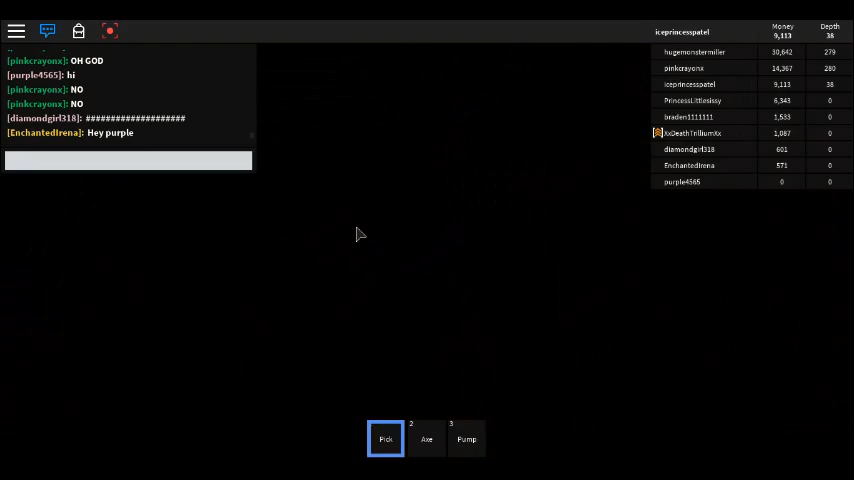 iceprincesspatel Money 9,113 Depth 38
[pinkcrayonx]: OH GOD
[purple4565]: hi
[pinkcrayonx]: NO
[pinkcrayonx]: NO
[diamondgirl318]: ###################
[EnchantedIrena]: Hey purple
hugemonstermiller 30,642 279
pinkcrayonx 14,367 280
iceprincesspatel 9,113 38
PrincessLittlesissy 6,343 0
braden1111111 1,533 0
XxDeathTrilliumXx 1,087 0
diamondgirl318 601 0
EnchantedIrena 571 0
purple4565 0 0
Pick
2 Axe
3 Pump